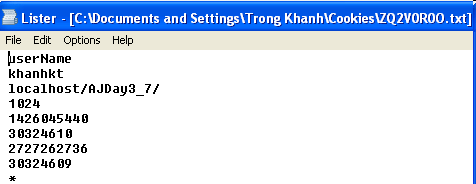 Lister - [C:\Documents and Settings\Trong Khanh\Cookies\ZQ2V0ROO.txt]
File Edit Options Help
userName
khanhkt
localhost/AJDay3_7/
1024
1426045440
30324610
2727262736
30324609
*